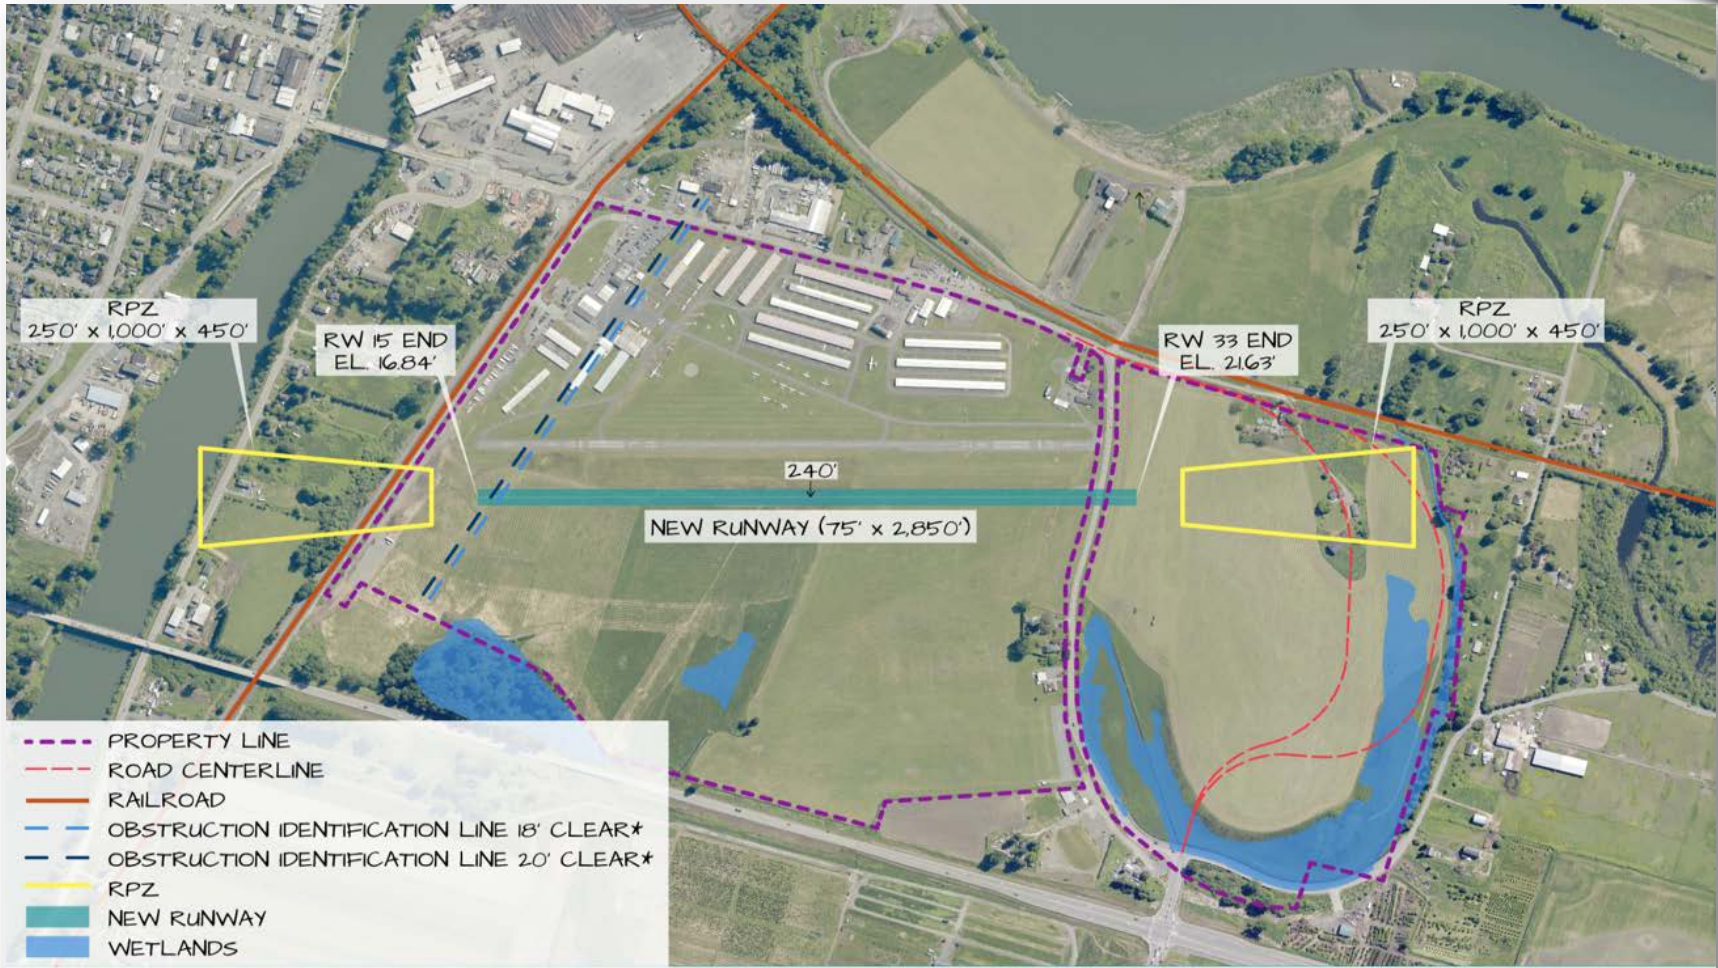 RPZ
250' x 1,000' x 450'
RW 15 END
EL. 16.84'
240'
NEW RUNWAY (75' x 2,850')
RW 33 END
EL. 21.63'
RPZ
250' x 1,000' x 450'
PROPERTY LINE
ROAD CENTERLINE
RAILROAD
OBSTRUCTION IDENTIFICATION LINE 18' CLEAR*
OBSTRUCTION IDENTIFICATION LINE 20' CLEAR*
RPZ
NEW RUNWAY
WETLANDS